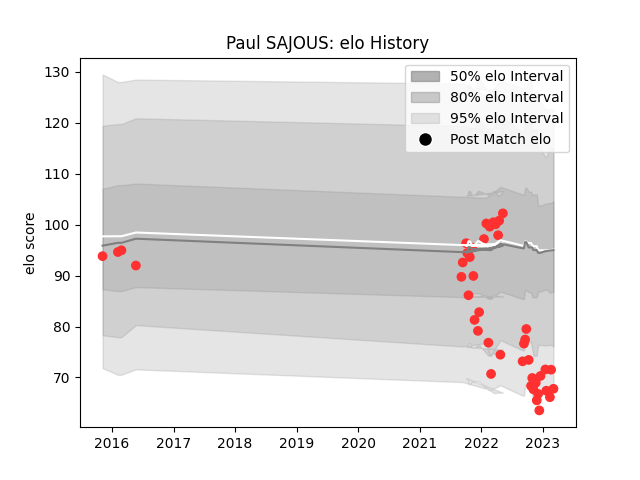 Paul SAJOUS: elo History
50% elo Interval
80% elo Interval
95% elo Interval
Post Match elo
elo score
130
120
110
100
90
80
70
2016
2017
2018
2019
2020
2021
2022
2023